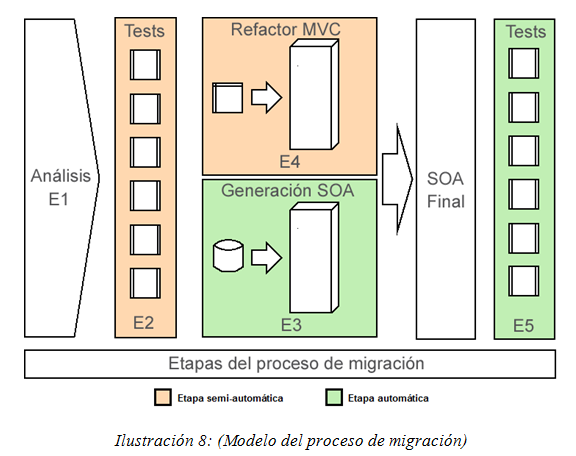 Análisis
E1
Tests
E2
Refactor MVC
E4
Generación SOA
E3
SOA
Final
Tests
E5
Etapas del proceso de migración
Etapa semi-automática
Etapa automática
Ilustración 8: (Modelo del proceso de migración)